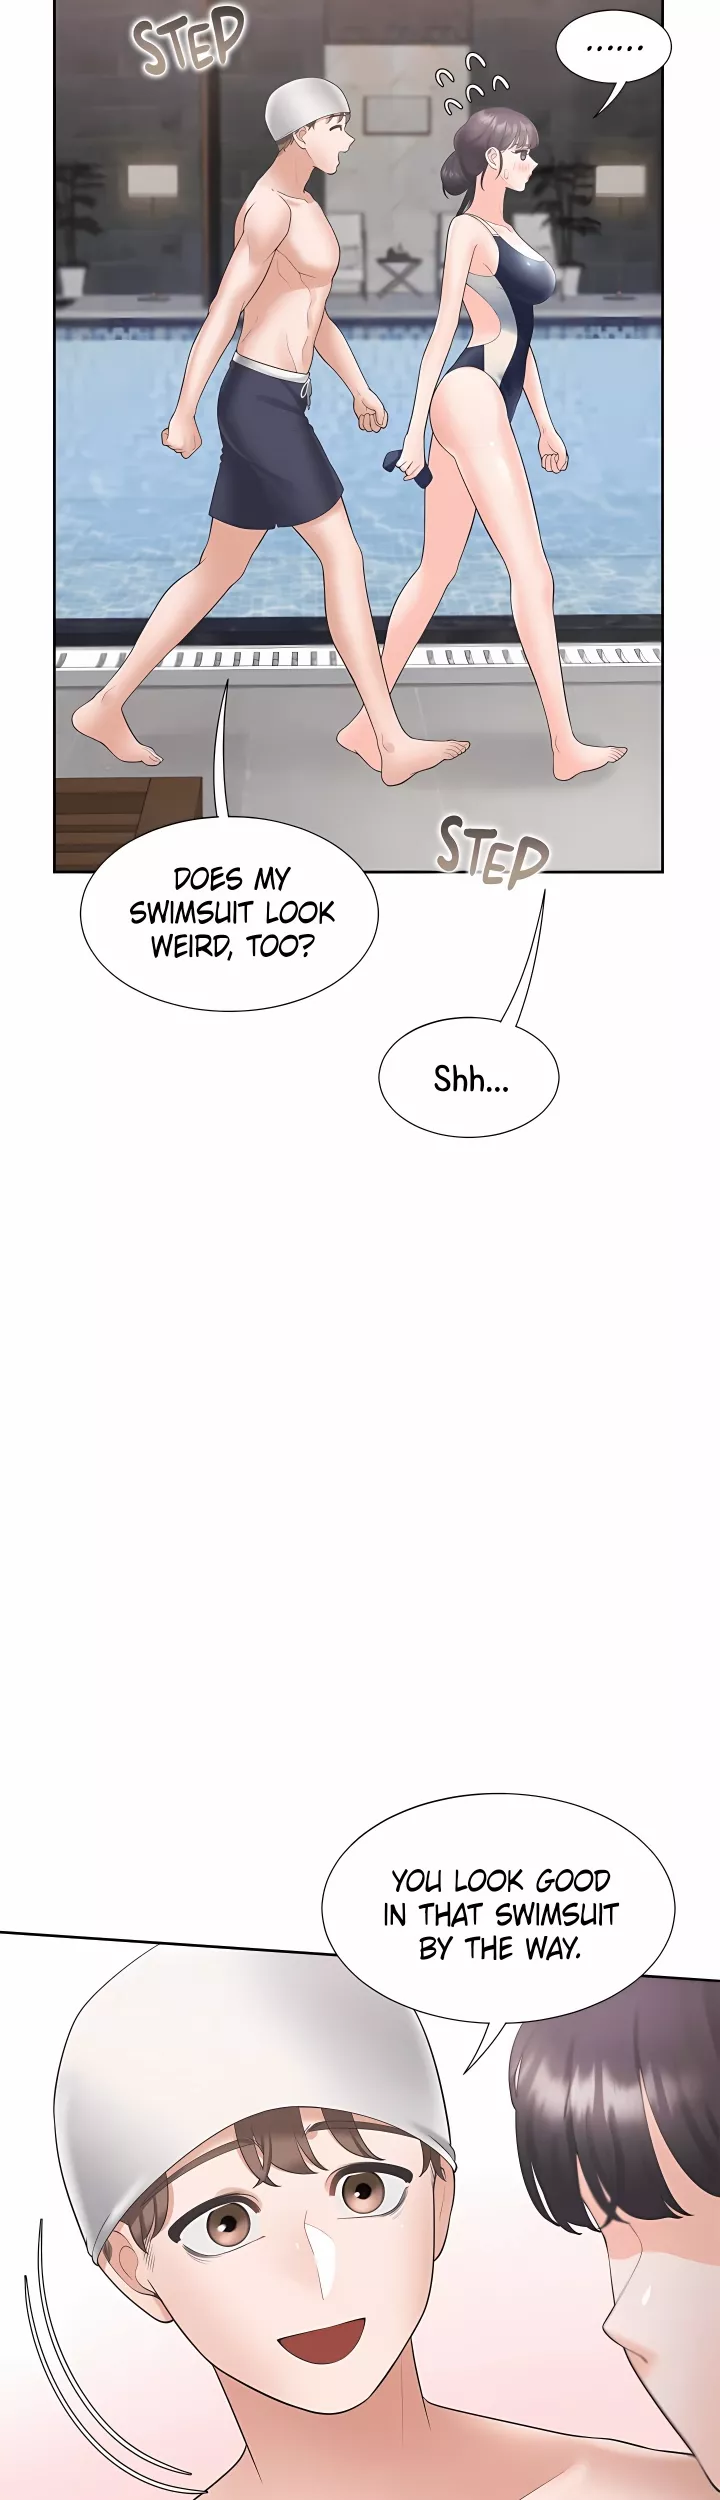 STEP
......
DOES MY
SWIMSUIT LOOK
WEIRD, TOO?
STEP
Shh...
YOU LOOK GOOD
IN THAT SWIMSUIT
BY THE WAY.